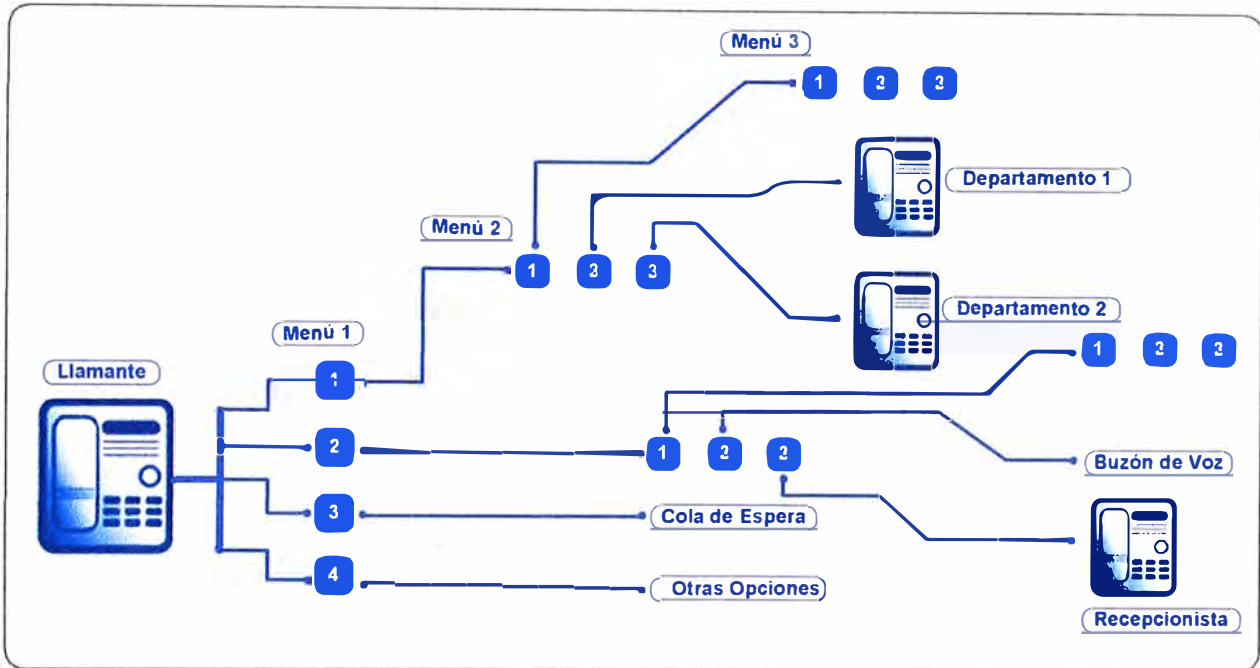 Menú 3
1 2 3
Departamento 1
Menú 2
1 2 3
Departamento 2
Menú 1
1 2 3
Llamante
1
2
1 2 3
Buzón de Voz
3
Cola de Espera
4
Otras Opciones
Recepcionista